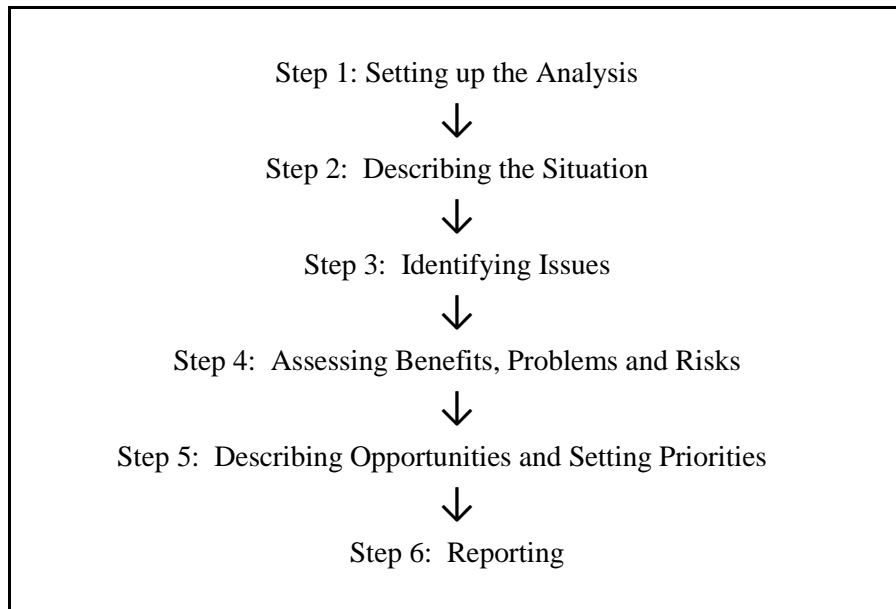 Step 1: Setting up the Analysis
Step 2: Describing the Situation
Step 3: Identifying Issues
Step 4: Assessing Benefits, Problems and Risks
Step 5: Describing Opportunities and Setting Priorities
Step 6: Reporting